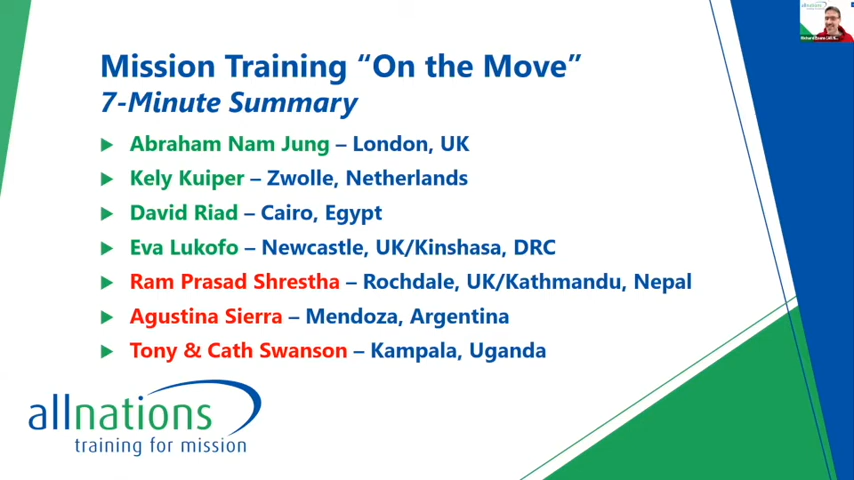 Mission Training “On the Move”
7-Minute Summary
Abraham Nam Jung – London, UK
Kely Kuiper – Zwolle, Netherlands
David Riad – Cairo, Egypt
Eva Lukofo – Newcastle, UK/Kinshasa, DRC
Ram Prasad Shrestha – Rochdale, UK/Kathmandu, Nepal
Agustina Sierra – Mendoza, Argentina
Tony & Cath Swanson – Kampala, Uganda
allnations
training for mission
allnations